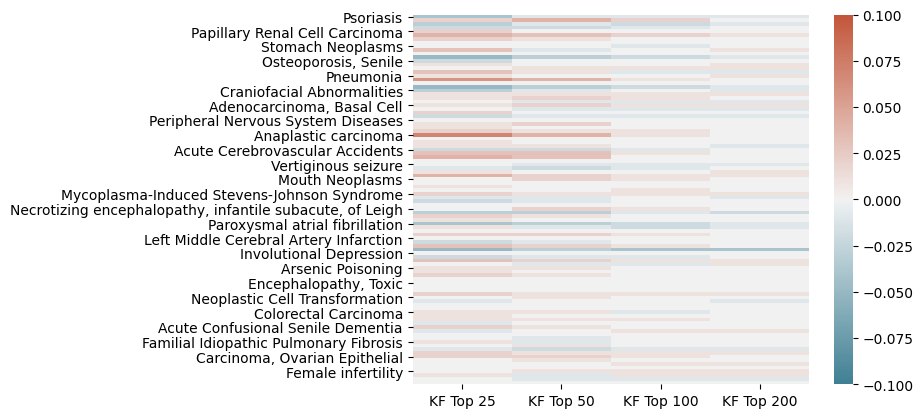 Psoriasis
Papillary Renal Cell Carcinoma
Stomach Neoplasms
Osteoporosis, Senile
Pneumonia
Craniofacial Abnormalities
Adenocarcinoma, Basal Cell
Peripheral Nervous System Diseases
Anaplastic carcinoma
Acute Cerebrovascular Accidents
Vertiginous seizure
Mouth Neoplasms
Mycoplasma-Induced Stevens-Johnson Syndrome
Necrotizing encephalopathy, infantile subacute, of Leigh
Paroxysmal atrial fibrillation
Left Middle Cerebral Artery Infarction
Involutional Depression
Arsenic Poisoning
Encephalopathy, Toxic
Neoplastic Cell Transformation
Colorectal Carcinoma
Acute Confusional Senile Dementia
Familial Idiopathic Pulmonary Fibrosis
Carcinoma, Ovarian Epithelial
Female infertility
KF Top 25 KF Top 50 KF Top 100 KF Top 200
0.100
0.075
0.050
0.025
0.000
−0.025
−0.050
−0.075
−0.100